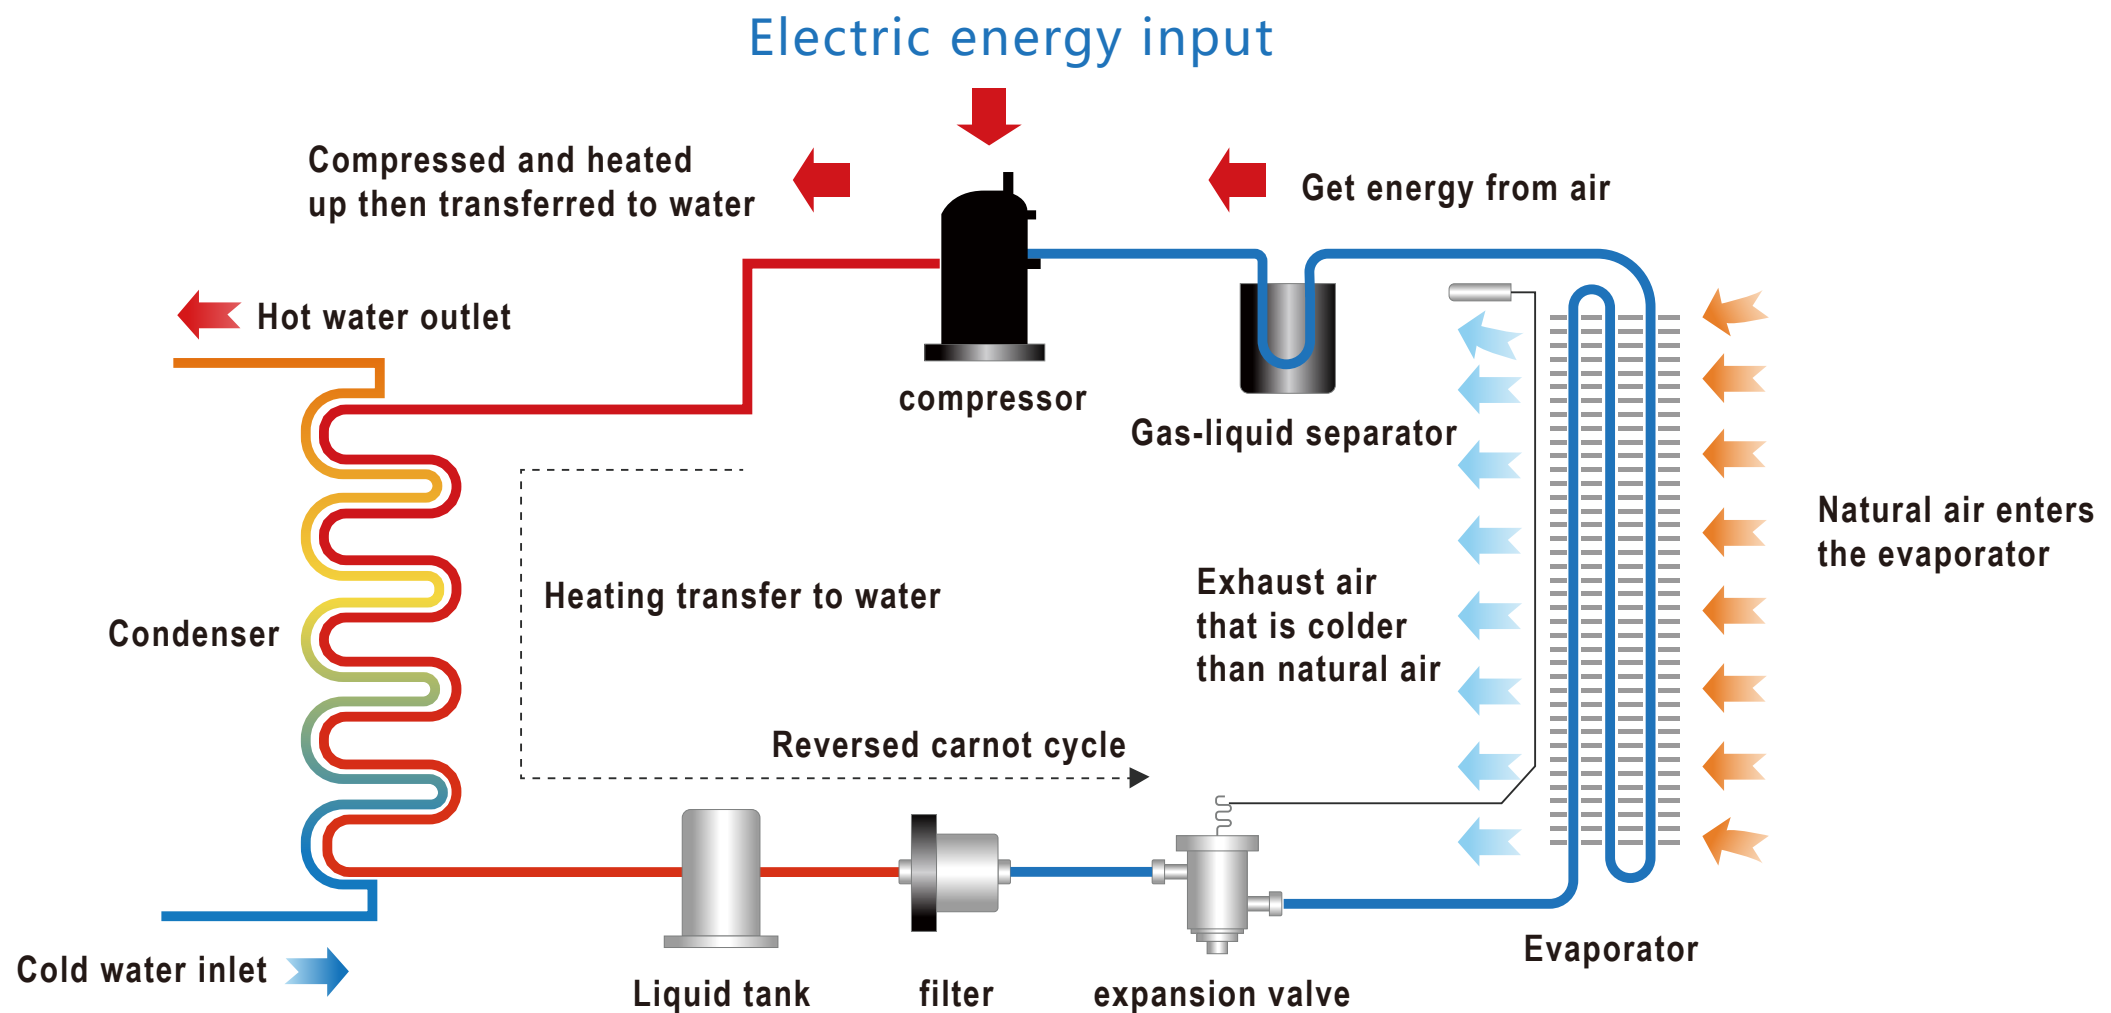 Electric energy input
Compressed and heated
up then transferred to water
Get energy from air
Hot water outlet
compressor
Gas-liquid separator
Natural air enters
the evaporator
Heating transfer to water
Exhaust air
that is colder
than natural air
Condenser
Reversed carnot cycle
Evaporator
Cold water inlet
Liquid tank
filter
expansion valve